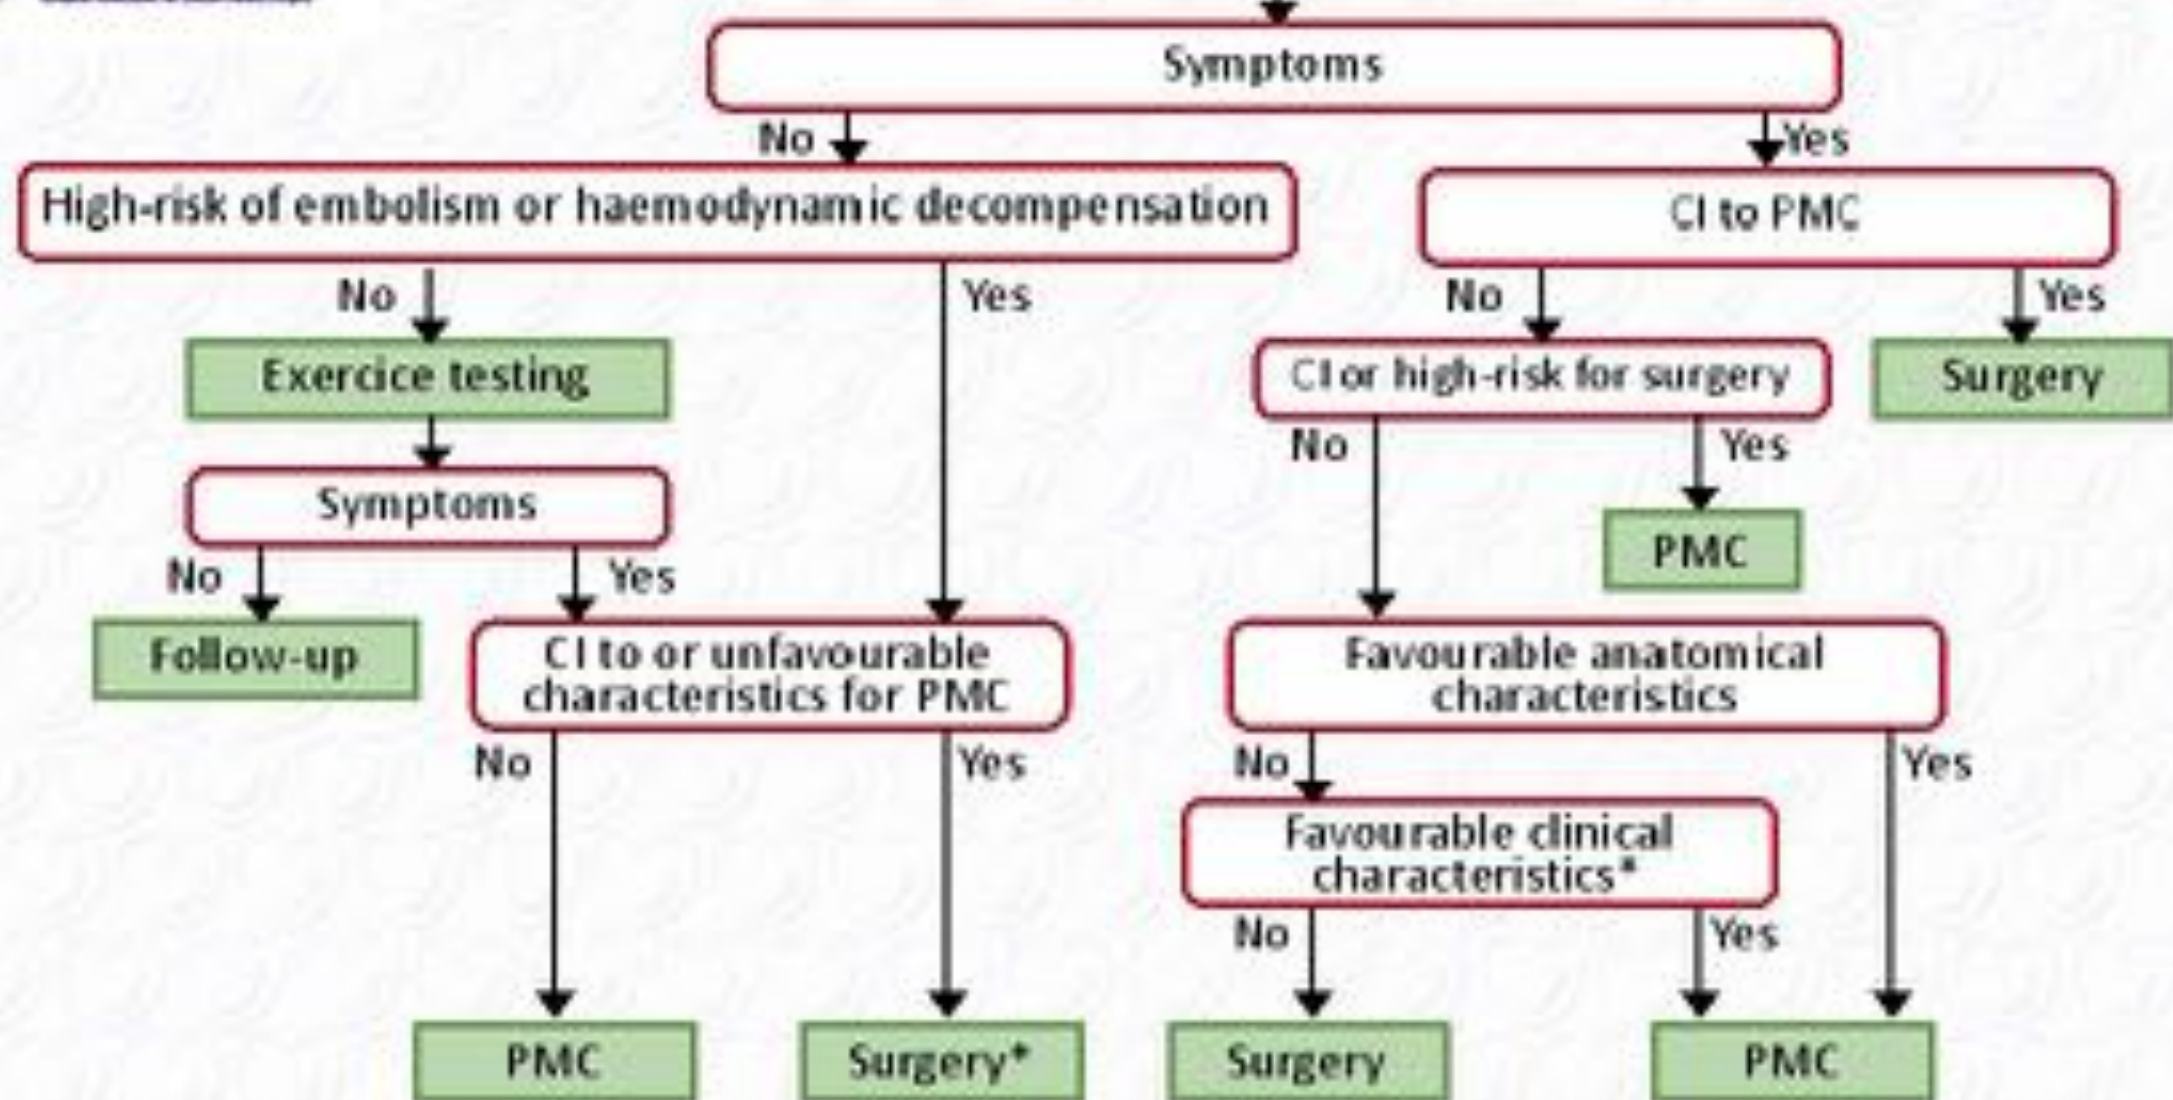 Symptoms
No
Yes
High-risk of embolism or haemodynamic decompensation
CI to PMC
No
Yes
No
Yes
Exercice testing
CI or high-risk for surgery
Surgery
No
Yes
Symptoms
PMC
No
Yes
Follow-up
CI to or unfavourable
characteristics for PMC
Favourable anatomical
characteristics
No
Yes
No
Yes
Favourable clinical
characteristics*
No
Yes
PMC
Surgery*
Surgery
PMC